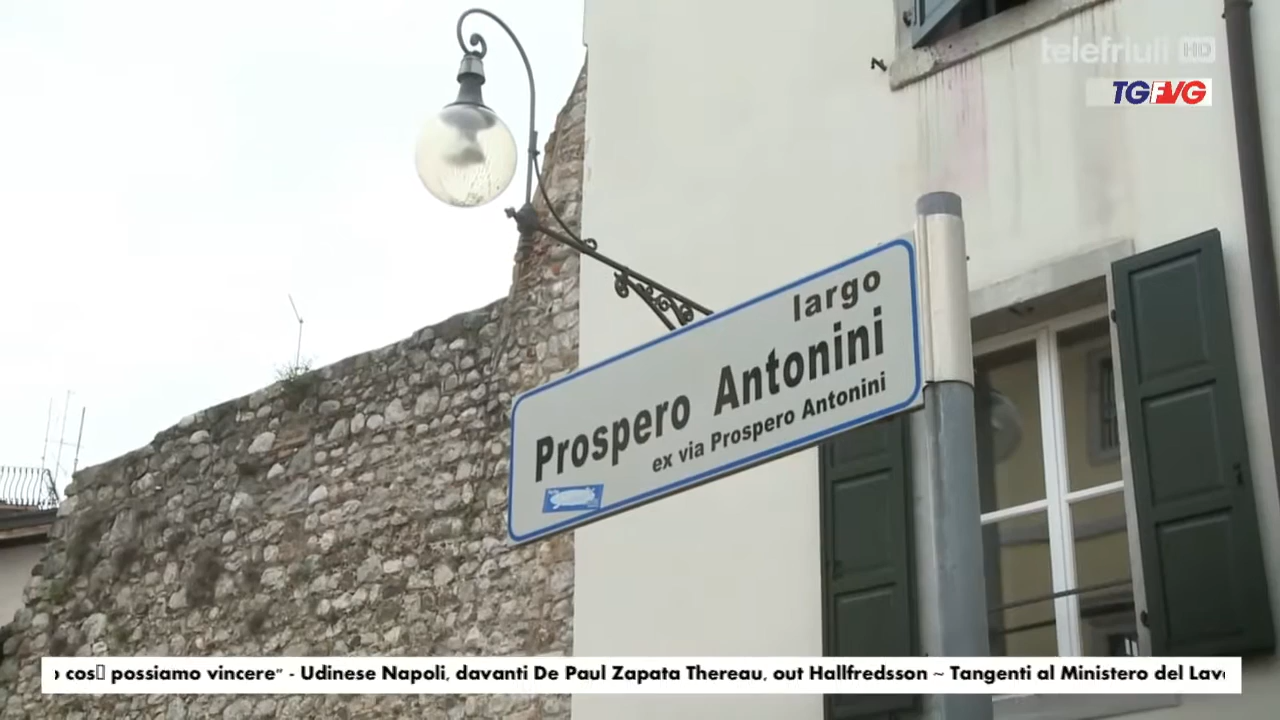 telefriuli HD
TGFVG
largo
Prospero Antonini
ex via Prospero Antonini
cos▯ possiamo vincere" - Udinese Napoli, davanti De Paul Zapata Thereau, out Hallfredsson ~ Tangenti al Ministero del